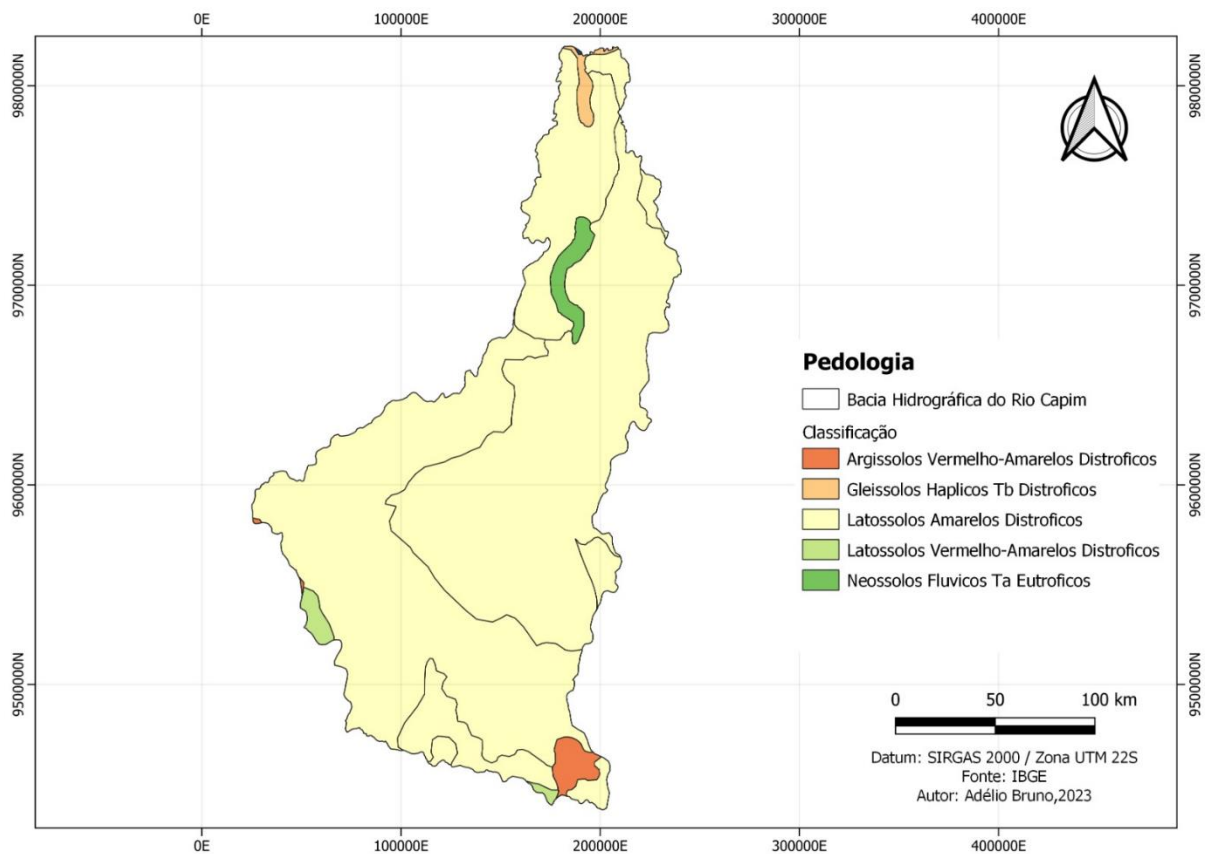 0E 100000E 200000E 300000E 400000E
9800000N 9800000N
9700000N 9700000N
9600000N 9600000N
9500000N 9500000N
Pedologia
Bacia Hidrográfica do Rio Capim
Classificação
Argissolos Vermelho-Amarelos Distroficos
Gleissolos Haplicos Tb Distroficos
Latossolos Amarelos Distroficos
Latossolos Vermelho-Amarelos Distroficos
Neossolos Fluvicos Ta Eutroficos
0 50 100 km
Datum: SIRGAS 2000 / Zona UTM 22S
Fonte: IBGE
Autor: Adélio Bruno,2023
0E 100000E 200000E 300000E 400000E